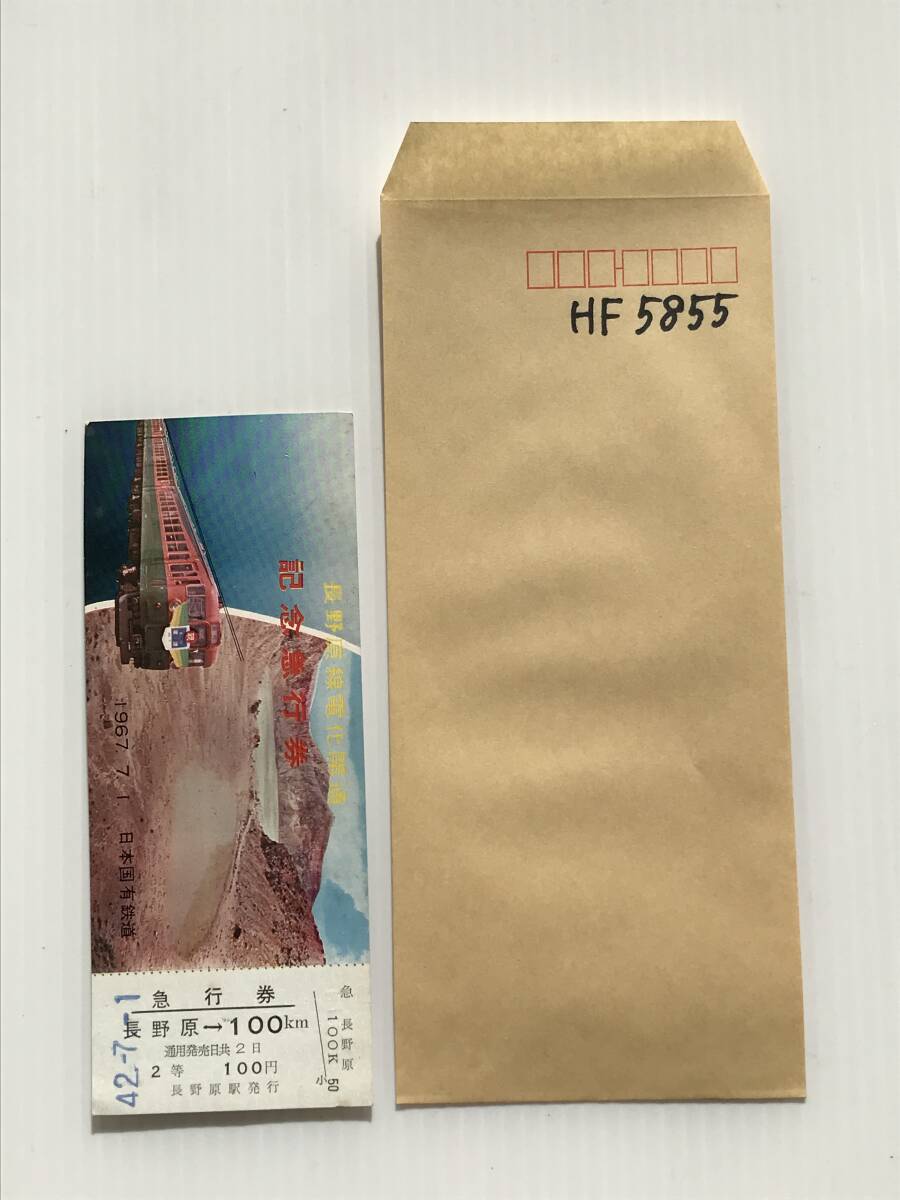 HF 5855
長野原線電化開通
記念急行券
1967.7.1 日本国有鉄道
急行券
長野原→100km
通用発売日共2日
2等 100円
長野原駅発行
42.-7.-1
急 長野原
100K
小 50